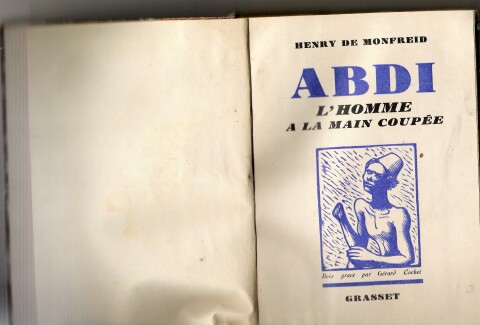 HENRY DE MONFREID
ABDI
L'HOMME
A LA MAIN COUPÉE
Bois gravé par Gérard Cochet
GRASSET